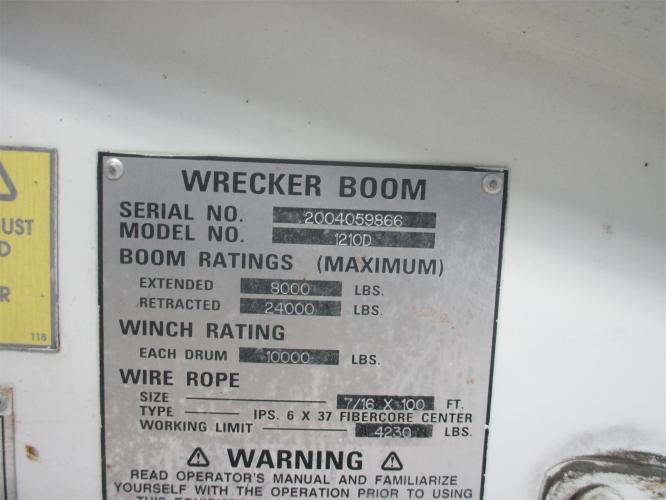 WRECKER BOOM
SERIAL NO. 2004059866
MODEL NO. 1210D
BOOM RATINGS (MAXIMUM)
EXTENDED 8000 LBS.
RETRACTED 24000 LBS.
WINCH RATING
EACH DRUM 10000 LBS.
WIRE ROPE
SIZE 7/16 X 100 FT.
TYPE IPS. 6 X 37 FIBERCORE CENTER
WORKING LIMIT 4230 LBS.
WARNING
READ OPERATOR'S MANUAL AND FAMILIARIZE
YOURSELF WITH THE OPERATION PRIOR TO USING
THIS
UST
D
R
118